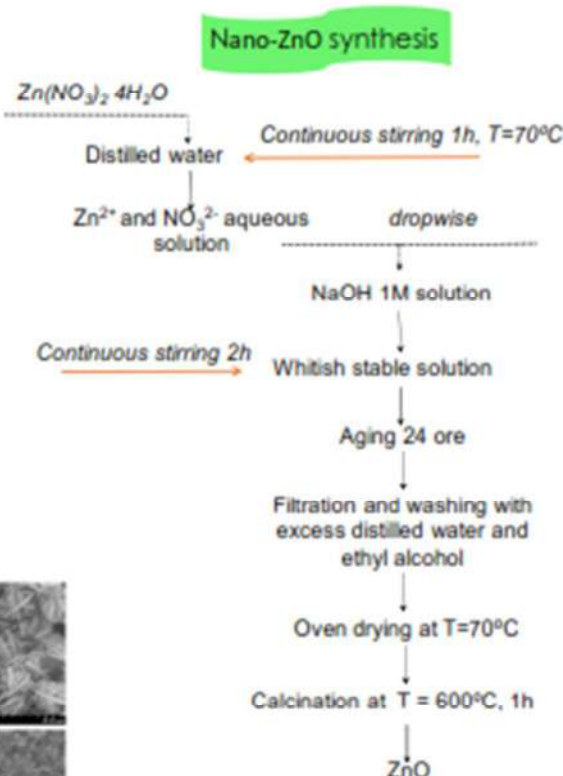 Nano-ZnO synthesis
Zn(NO₃)₂ 4H₂O
Continuous stirring 1h, T=70ºC
Distilled water
Zn²⁺ and NO₃²⁻ aqueous
solution
dropwise
NaOH 1M solution
Continuous stirring 2h
Whitish stable solution
Aging 24 ore
Filtration and washing with
excess distilled water and
ethyl alcohol
Oven drying at T=70ºC
Calcination at T = 600ºC, 1h
ZnO